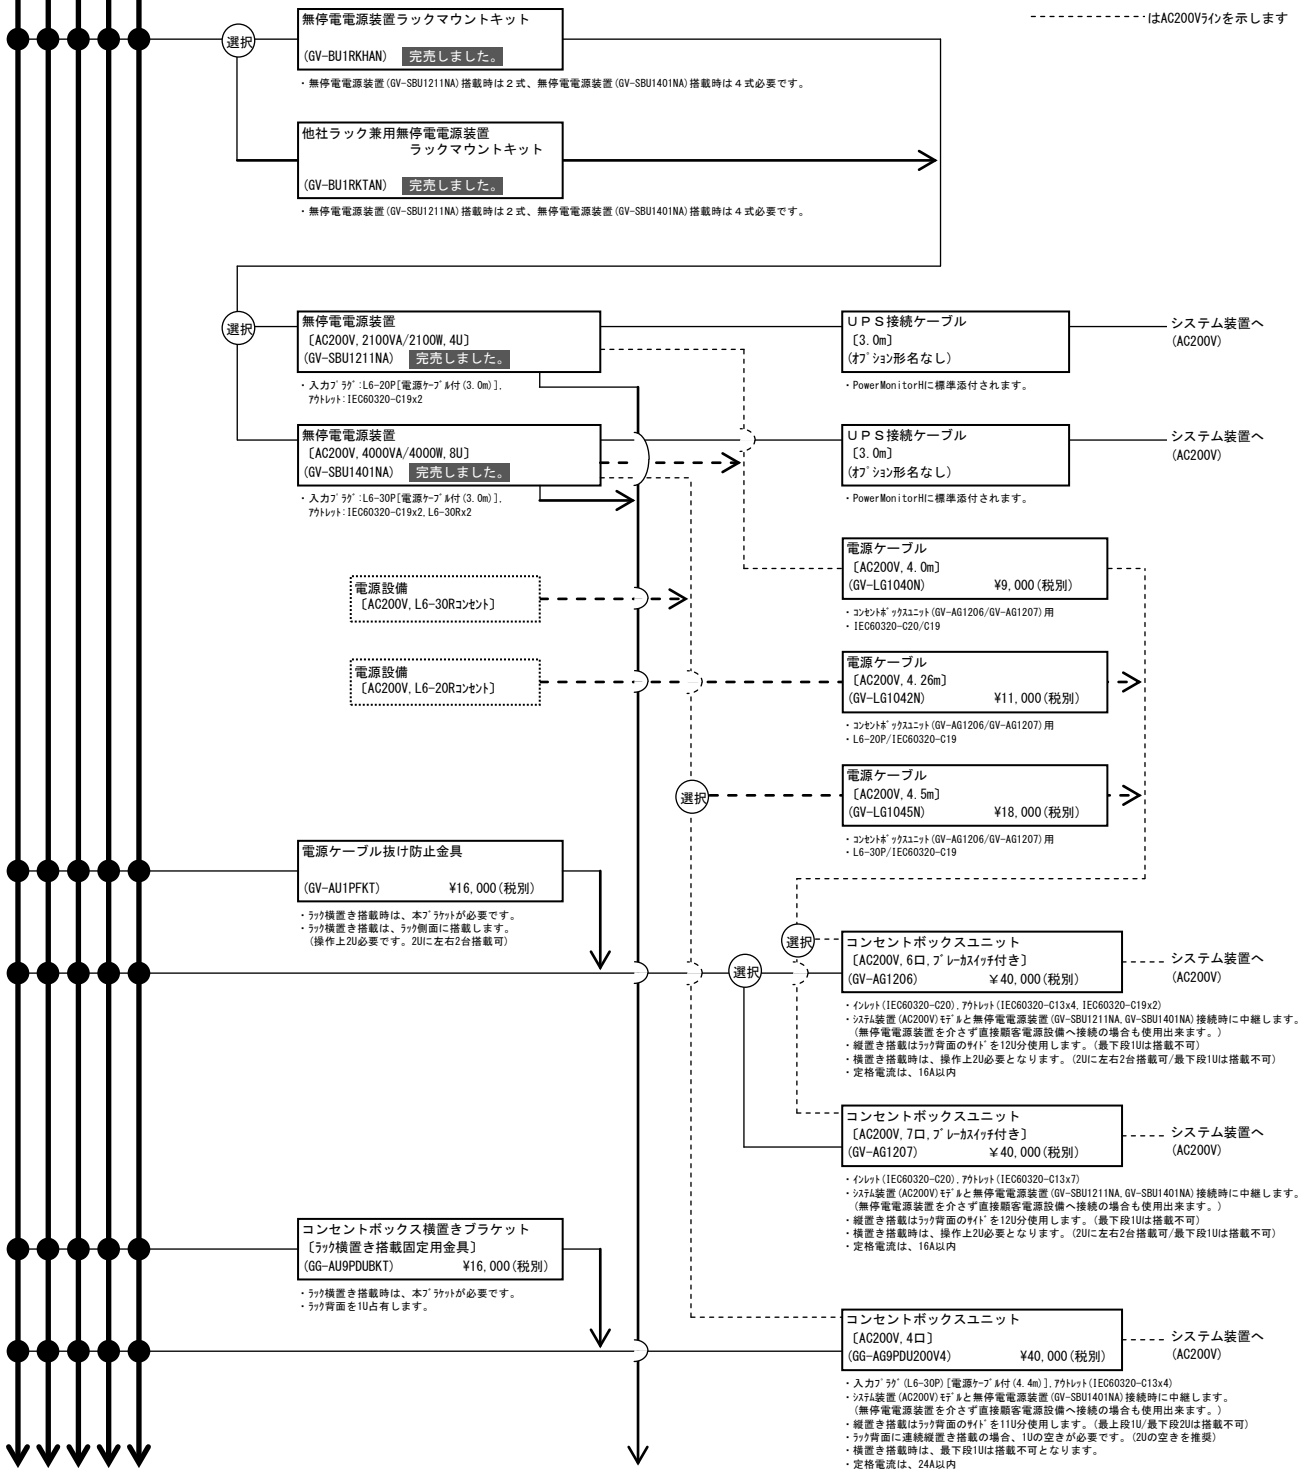 ----------------はAC200Vﾗｲﾝを示します
選択
無停電電源装置ラックマウントキット
(GV-BU1RKHAN) 完売しました。
・無停電電源装置(GV-SBU1211NA)搭載時は２式、無停電電源装置(GV-SBU1401NA)搭載時は４式必要です。
他社ラック兼用無停電電源装置
ラックマウントキット
(GV-BU1RKTAN) 完売しました。
・無停電電源装置(GV-SBU1211NA)搭載時は２式、無停電電源装置(GV-SBU1401NA)搭載時は４式必要です。
選択
無停電電源装置
〔AC200V,2100VA/2100W,4U〕
(GV-SBU1211NA) 完売しました。
・入力ﾌﾟﾗｸﾞ:L6-20P[電源ｹｰﾌﾞﾙ付(3.0m)],
ｱｳﾄﾚｯﾄ:IEC60320-C19x2
ＵＰＳ接続ケーブル
〔3.0m〕
(ｵﾌﾟｼｮﾝ形名なし)
・PowerMonitorHに標準添付されます。
システム装置へ
(AC200V)
無停電電源装置
〔AC200V,4000VA/4000W,8U〕
(GV-SBU1401NA) 完売しました。
・入力ﾌﾟﾗｸﾞ:L6-30P[電源ｹｰﾌﾞﾙ付(3.0m)],
ｱｳﾄﾚｯﾄ:IEC60320-C19x2,L6-30Rx2
ＵＰＳ接続ケーブル
〔3.0m〕
(ｵﾌﾟｼｮﾝ形名なし)
・PowerMonitorHに標準添付されます。
システム装置へ
(AC200V)
電源ケーブル
〔AC200V,4.0m〕
(GV-LG1040N) ¥9,000(税別)
・ｺﾝｾﾝﾄﾎﾞｯｸｽﾕﾆｯﾄ(GV-AG1206/GV-AG1207)用
・IEC60320-C20/C19
電源設備
〔AC200V,L6-30Rｺﾝｾﾝﾄ〕
電源ケーブル
〔AC200V,4.26m〕
(GV-LG1042N) ¥11,000(税別)
・ｺﾝｾﾝﾄﾎﾞｯｸｽﾕﾆｯﾄ(GV-AG1206/GV-AG1207)用
・L6-20P/IEC60320-C19
電源設備
〔AC200V,L6-20Rｺﾝｾﾝﾄ〕
選択
電源ケーブル
〔AC200V,4.5m〕
(GV-LG1045N) ¥18,000(税別)
・ｺﾝｾﾝﾄﾎﾞｯｸｽﾕﾆｯﾄ(GV-AG1206/GV-AG1207)用
・L6-30P/IEC60320-C19
電源ケーブル抜け防止金具
(GV-AU1PFKT) ¥16,000(税別)
・ﾗｯｸ横置き搭載時は、本ﾌﾞﾗｹｯﾄが必要です。
・ﾗｯｸ横置き搭載は、ﾗｯｸ側面に搭載します。
(操作上2U必要です。2Uに左右2台搭載可)
選択
選択
コンセントボックスユニット
〔AC200V,6口,ﾌﾞﾚｰｶｽｲｯﾁ付き〕
(GV-AG1206) ￥40,000(税別)
システム装置へ
(AC200V)
・ｲﾝﾚｯﾄ(IEC60320-C20),ｱｳﾄﾚｯﾄ(IEC60320-C13x4,IEC60320-C19x2)
・ｼｽﾃﾑ装置(AC200V)ﾓﾃﾞﾙと無停電電源装置(GV-SBU1211NA,GV-SBU1401NA)接続時に中継します。
(無停電電源装置を介さず直接顧客電源設備へ接続の場合も使用出来ます。)
・縦置き搭載はﾗｯｸ背面のｻｲﾄﾞを12U分使用します。(最下段1Uは搭載不可)
・横置き搭載時は、操作上2U必要となります。(2Uに左右2台搭載可/最下段1Uは搭載不可)
・定格電流は、16A以内
コンセントボックスユニット
〔AC200V,7口,ﾌﾞﾚｰｶｽｲｯﾁ付き〕
(GV-AG1207) ￥40,000(税別)
システム装置へ
(AC200V)
・ｲﾝﾚｯﾄ(IEC60320-C20),ｱｳﾄﾚｯﾄ(IEC60320-C13x7)
・ｼｽﾃﾑ装置(AC200V)ﾓﾃﾞﾙと無停電電源装置(GV-SBU1211NA,GV-SBU1401NA)接続時に中継します。
(無停電電源装置を介さず直接顧客電源設備へ接続の場合も使用出来ます。)
・縦置き搭載はﾗｯｸ背面のｻｲﾄﾞを12U分使用します。(最下段1Uは搭載不可)
・横置き搭載時は、操作上2U必要となります。(2Uに左右2台搭載可/最下段1Uは搭載不可)
・定格電流は、16A以内
コンセントボックス横置きブラケット
〔ﾗｯｸ横置き搭載固定用金具〕
(GG-AU9PDUBKT) ¥16,000(税別)
・ﾗｯｸ横置き搭載時は、本ﾌﾞﾗｹｯﾄが必要です。
・ﾗｯｸ背面を1U占有します。
コンセントボックスユニット
〔AC200V,4口〕
(GG-AG9PDU200V4) ¥40,000(税別)
システム装置へ
(AC200V)
・入力ﾌﾟﾗｸﾞ(L6-30P)[電源ｹｰﾌﾞﾙ付(4.4m)],ｱｳﾄﾚｯﾄ(IEC60320-C13x4)
・ｼｽﾃﾑ装置(AC200V)ﾓﾃﾞﾙと無停電電源装置(GV-SBU1401NA)接続時に中継します。
(無停電電源装置を介さず直接顧客電源設備へ接続の場合も使用出来ます。)
・縦置き搭載はﾗｯｸ背面のｻｲﾄﾞを11U分使用します。(最上段1U/最下段2Uは搭載不可)
・ﾗｯｸ背面に連続縦置き搭載の場合、1Uの空きが必要です。(2Uの空きを推奨)
・横置き搭載時は、最下段1Uは搭載不可となります。
・定格電流は、24A以内